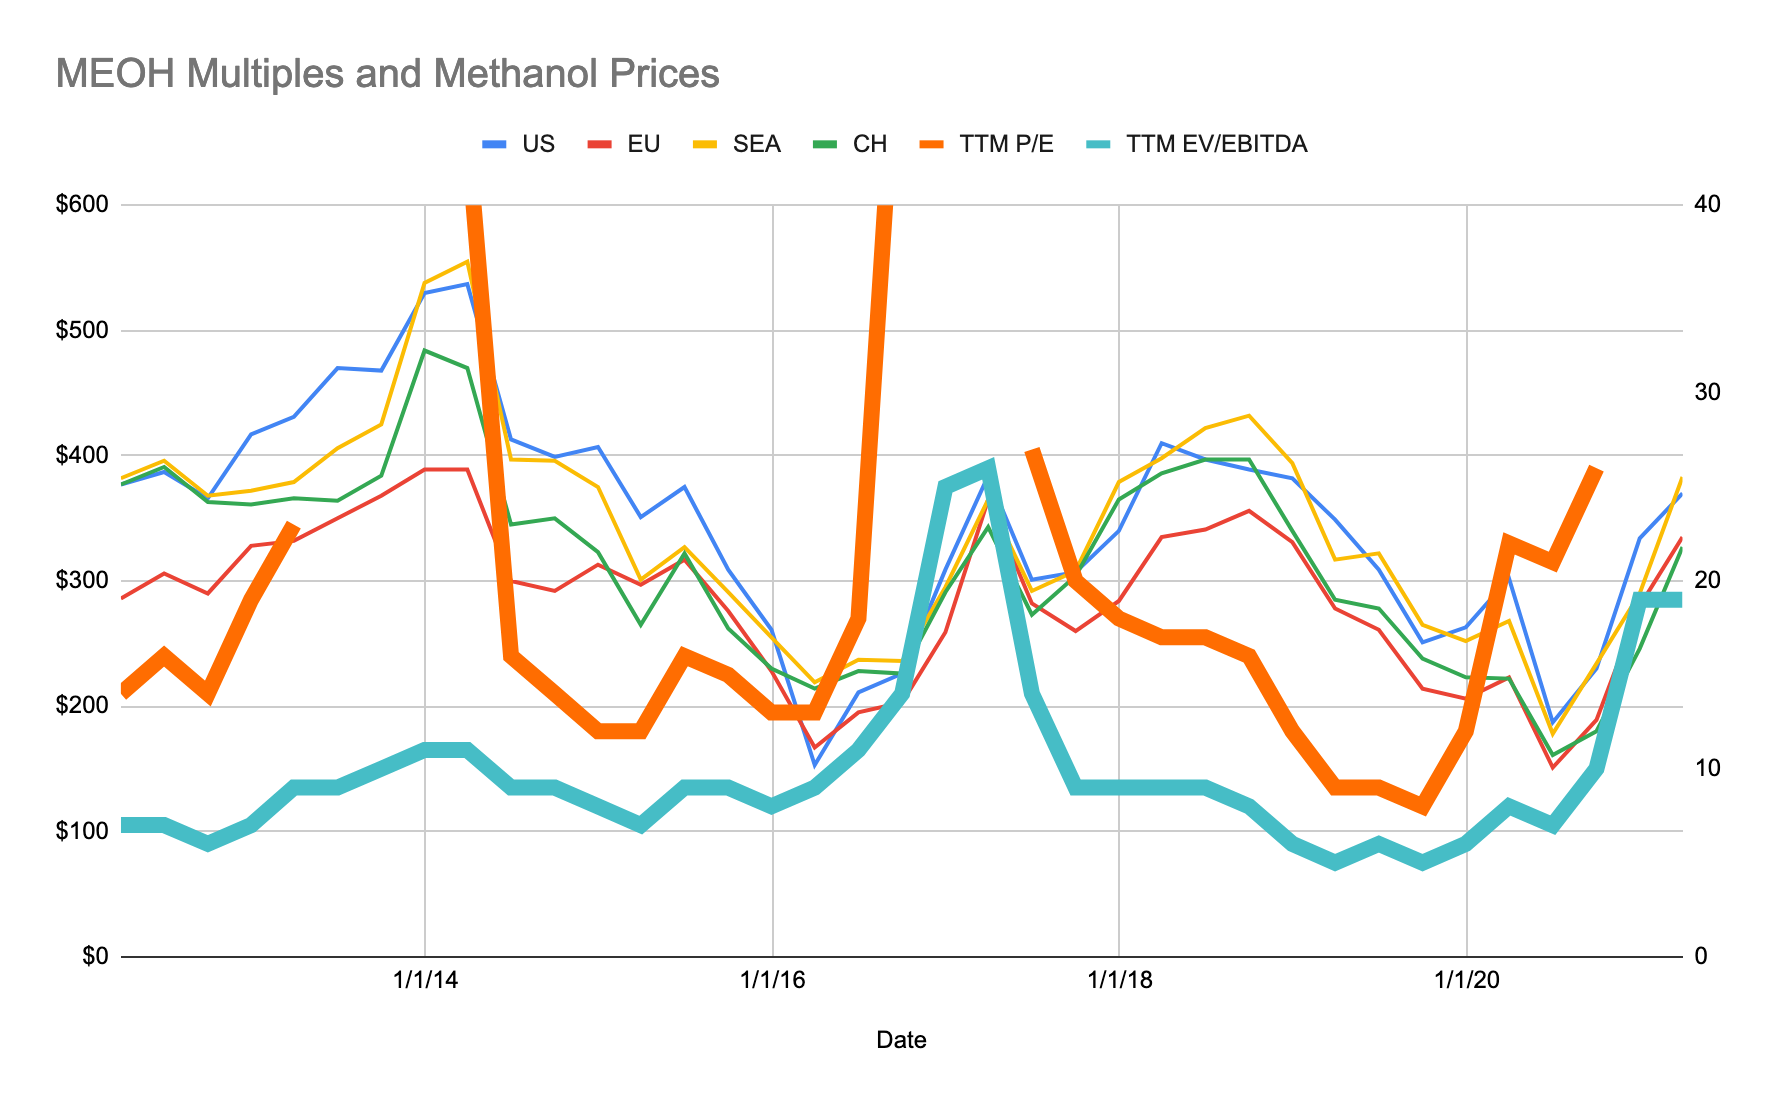 MEOH Multiples and Methanol Prices
US EU SEA CH TTM P/E TTM EV/EBITDA
$600 40
$500
30
$400
$300 20
$200
10
$100
$0 0
1/1/14 1/1/16 1/1/18 1/1/20
Date